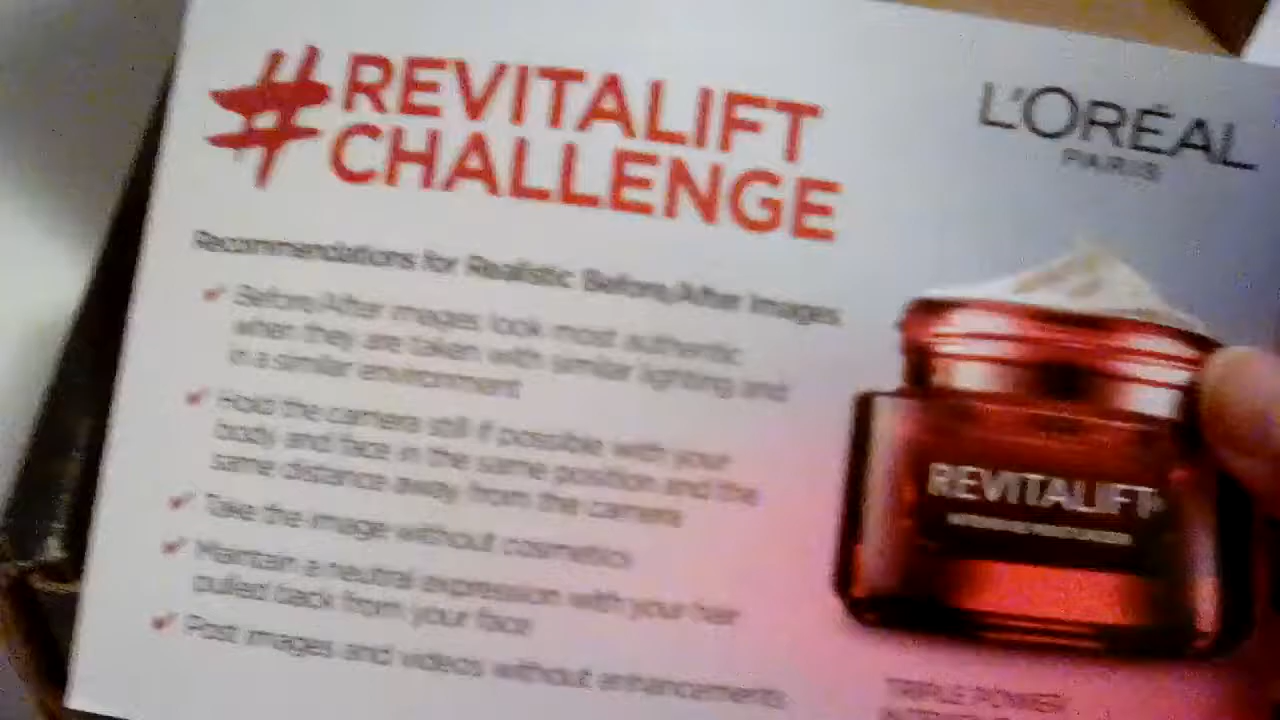 #REVITALIFT
CHALLENGE
L'ORÉAL
PARIS
Recommendations for Realistic Before/After Images
Before/After images look most authentic
when they are taken with similar lighting and
in a similar environment
Hold the camera still if possible with your
body and face in the same position and the
same distance away from the camera
Take the image without cosmetics
Maintain a neutral expression with your hair
pulled back from your face
Post images and videos without enhancements
REVITALIFT
TRIPLE POWER